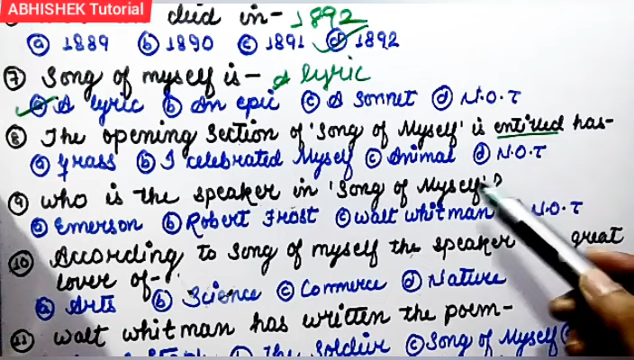 ABHISHEK Tutorial
died in- 1892
ⓐ 1889 ⓑ 1890 ⓒ 1891 ⓓ 1892
⑦ Song of myself is- A lyric
ⓐ A lyric ⓑ An epic ⓒ A Sonnet ⓓ N.O.T
⑧ The opening section of 'Song of Myself' is entitled has-
ⓐ Grass ⓑ I celebrated Myself ⓒ Animal ⓓ N.O.T
⑨ who is the speaker in 'Song of Myself'?
ⓐ Emerson ⓑ Robert Frost ⓒ walt whitman N.O.T
⑩ According to song of myself the speaker great
lover of-
ⓐ Arts ⓑ Science ⓒ Commerce ⓓ Nature
⑪ walt whitman has written the poem-
The Soldier ⓒ Song of Myself